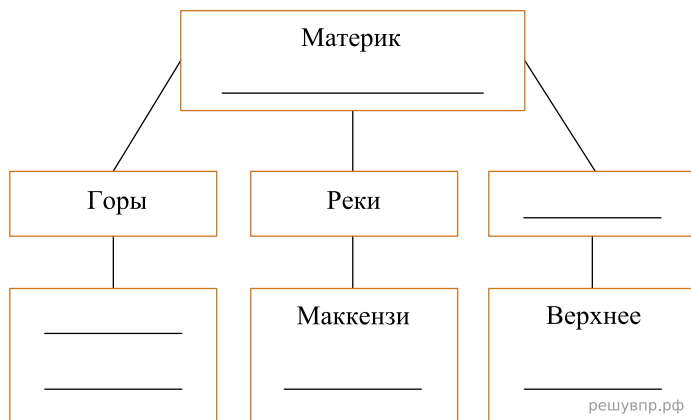 Материк
Горы
Реки
Маккензи
Верхнее
решувпр.рф